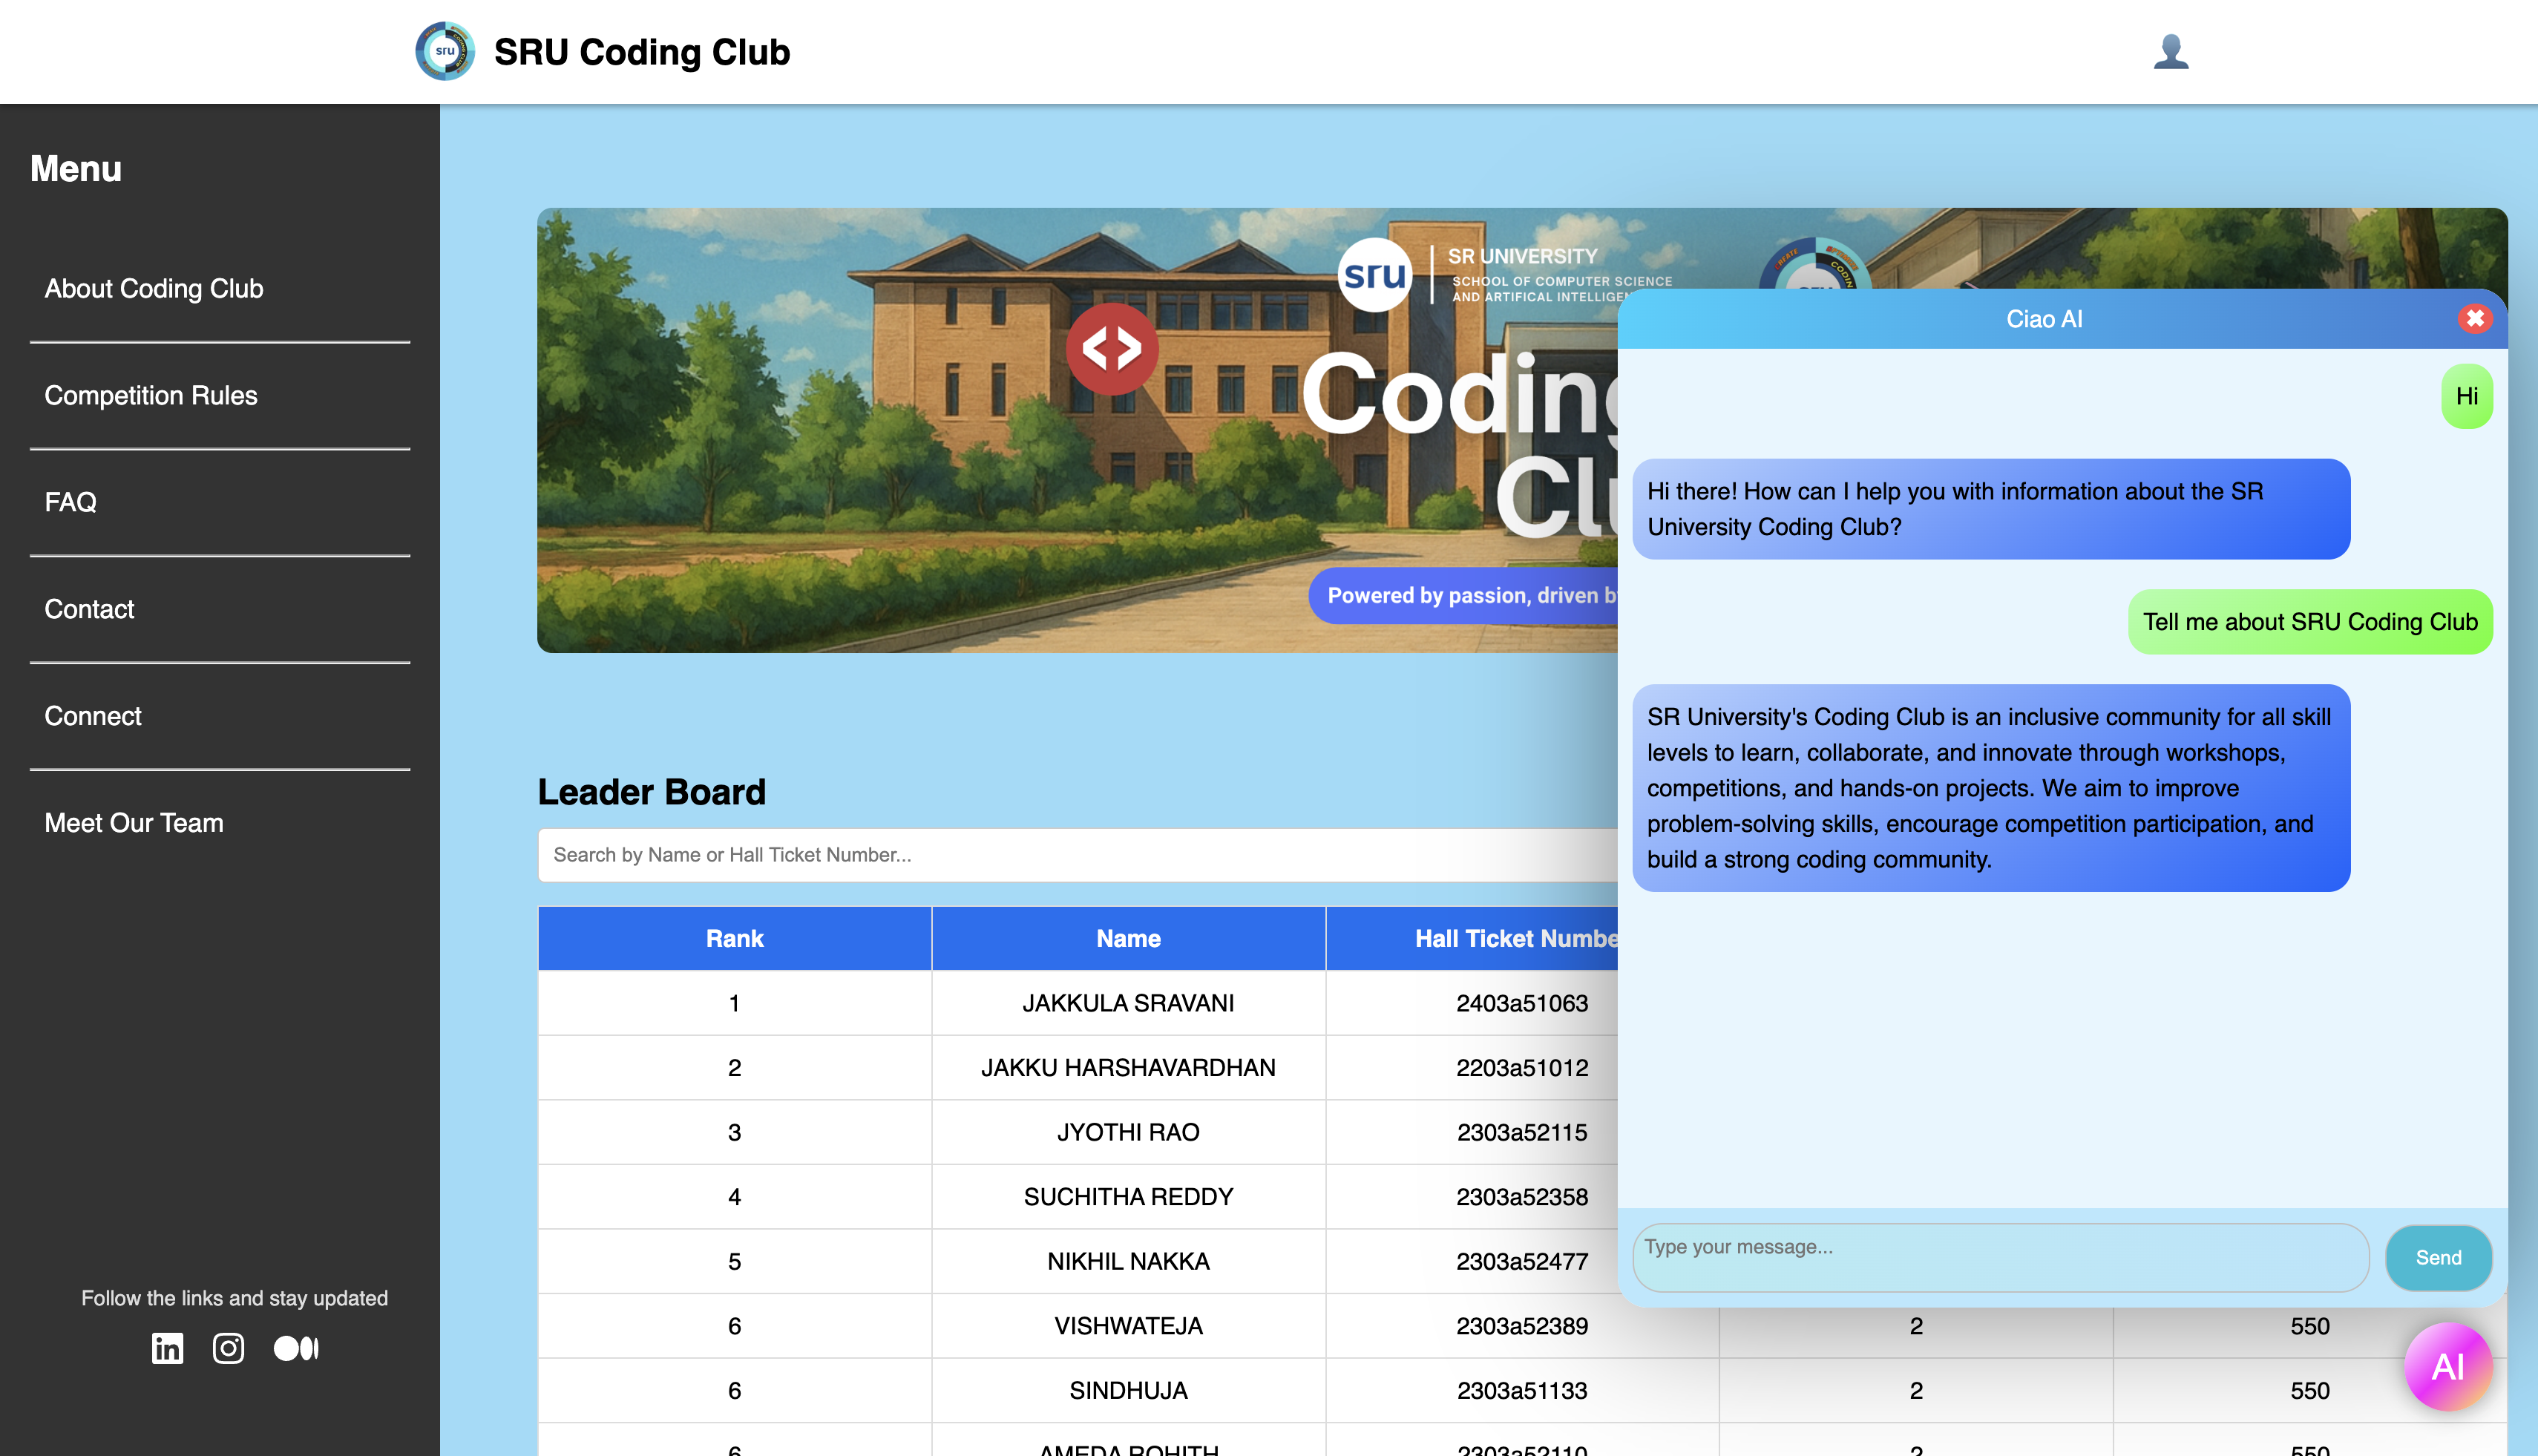 sru
SRU Coding Club
Menu
About Coding Club
Competition Rules
FAQ
Contact
Connect
Meet Our Team
Follow the links and stay updated
in
sru
SR UNIVERSITY
SCHOOL OF COMPUTER SCIENCE
AND ARTIFICAL
Coding
Powered by passion, driven
Leader Board
Search by Name or Hall Ticket Number...
Rank Name Hall Ticket
1 JAKKULA SRAVANI 2403a51063
2 JAKKU HARSHAVARDHAN 2203a51012
3 JYOTHI RAO 2303a52115
4 SUCHITHA REDDY 2303a52358
5 NIKHIL NAKKA 2303a52477
6 VISHWATEJA 2303a52389 2 550
6 SINDHUJA 2303a51133 2 550
6 AMEDA ROHITH 2303a52110 2 550
Ciao AI
Hi
Hi there! How can I help you with information about the SR
University Coding Club?
Tell me about SRU Coding Club
SR University's Coding Club is an inclusive community for all skill
levels to learn, collaborate, and innovate through workshops,
competitions, and hands-on projects. We aim to improve
problem-solving skills, encourage competition participation, and
build a strong coding community.
Type your message...
Send
AI